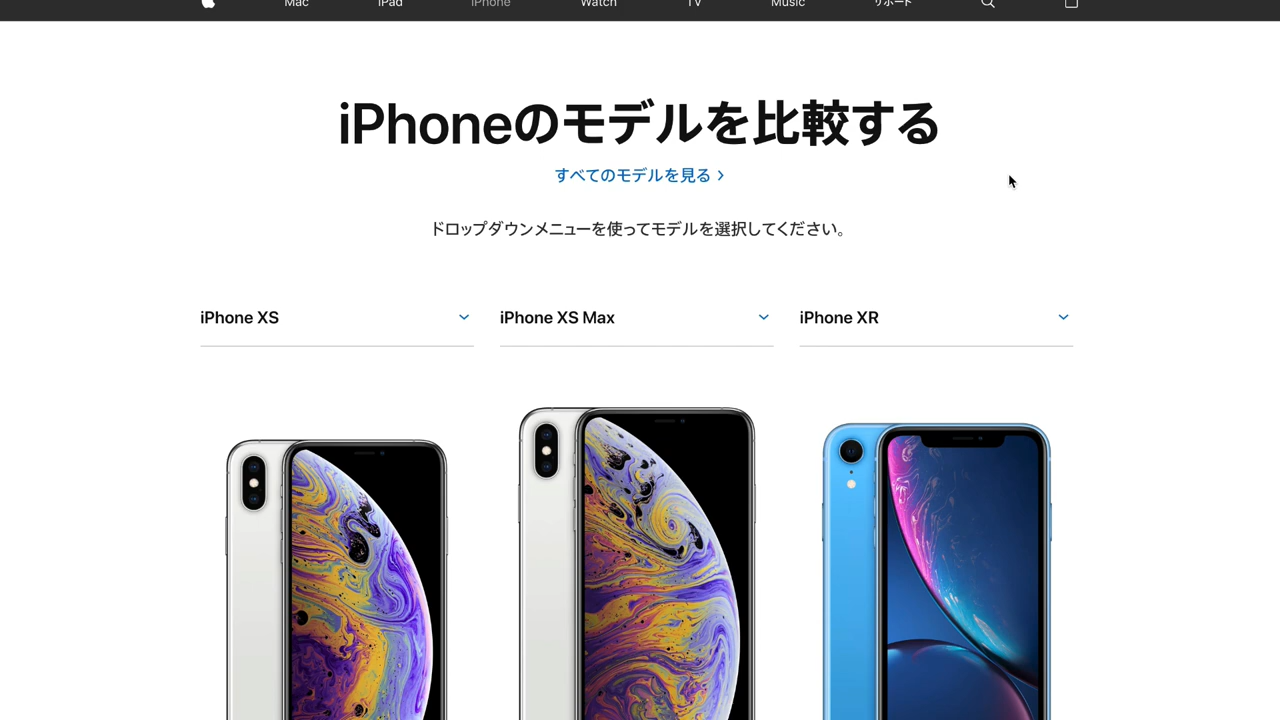 Mac iPad iPhone Watch TV Music サポート
iPhoneのモデルを比較する
すべてのモデルを見る
ドロップダウンメニューを使ってモデルを選択してください。
iPhone XS iPhone XS Max iPhone XR